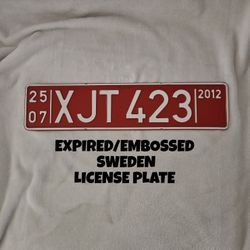 25
07
XJT 423
2012
EXPIRED/EMBOSSED
SWEDEN
LICENSE PLATE